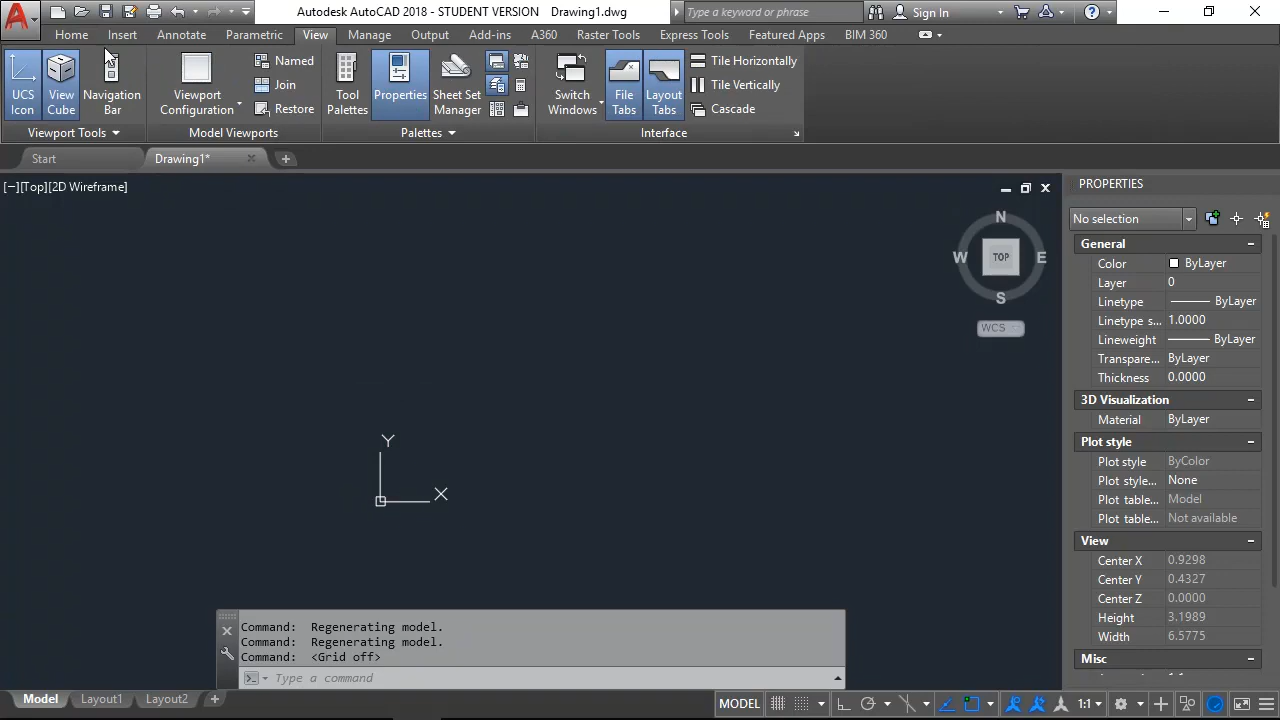 Autodesk AutoCAD 2018 - STUDENT VERSION Drawing1.dwg
Type a keyword or phrase
Sign In
Home Insert Annotate Parametric View Manage Output Add-ins A360 Raster Tools Express Tools Featured Apps BIM 360
UCS Icon
View Cube
Navigation Bar
Viewport Tools
Viewport Configuration
Named
Join
Restore
Model Viewports
Tool Palettes
Properties
Sheet Set Manager
Palettes
Switch Windows
File Tabs
Layout Tabs
Tile Horizontally
Tile Vertically
Cascade
Interface
Start
Drawing1*
[−][Top][2D Wireframe]
N
W TOP E
S
WCS
Y
X
PROPERTIES
No selection
General
Color ByLayer
Layer 0
Linetype ByLayer
Linetype s... 1.0000
Lineweight ByLayer
Transpare... ByLayer
Thickness 0.0000
3D Visualization
Material ByLayer
Plot style
Plot style ByColor
Plot style... None
Plot table... Model
Plot table... Not available
View
Center X 0.9298
Center Y 0.4327
Center Z 0.0000
Height 3.1989
Width 6.5775
Misc
Command: Regenerating model.
Command: Regenerating model.
Command: <Grid off>
Type a command
Model Layout1 Layout2
MODEL
1:1